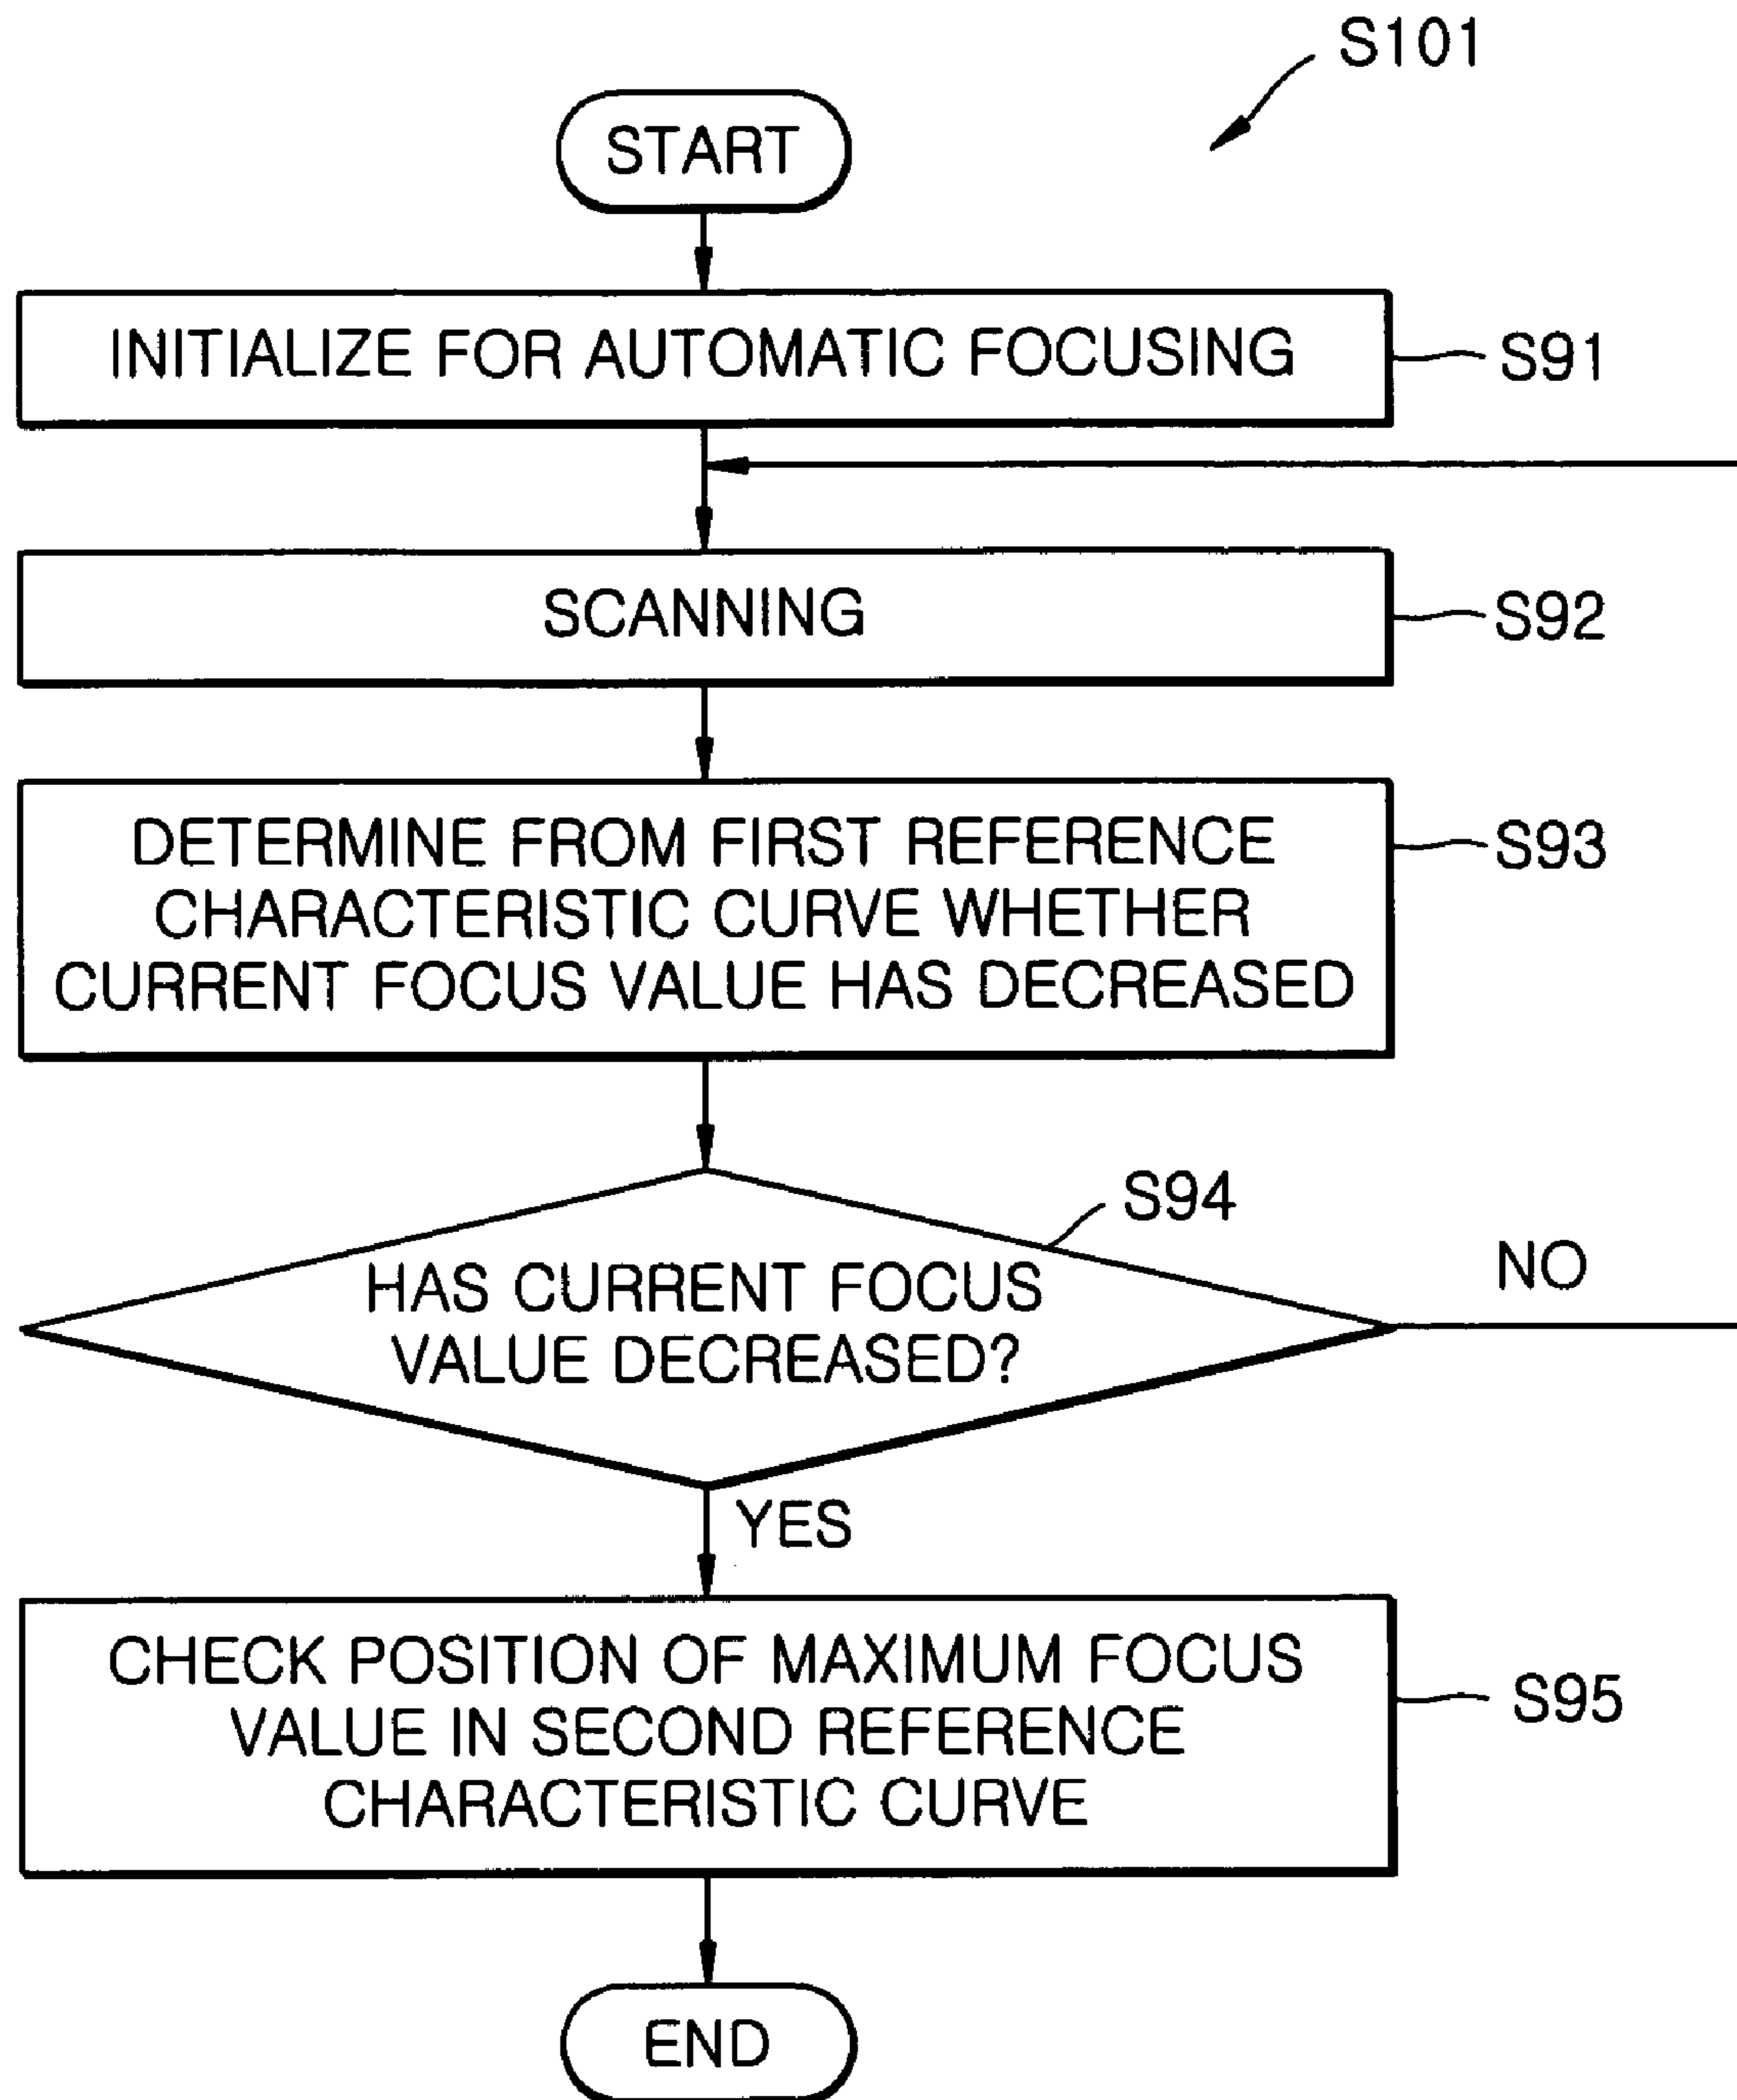 S101
START
INITIALIZE FOR AUTOMATIC FOCUSING
S91
SCANNING
S92
DETERMINE FROM FIRST REFERENCE
CHARACTERISTIC CURVE WHETHER
CURRENT FOCUS VALUE HAS DECREASED
S93
S94
HAS CURRENT FOCUS
VALUE DECREASED?
NO
YES
CHECK POSITION OF MAXIMUM FOCUS
VALUE IN SECOND REFERENCE
CHARACTERISTIC CURVE
S95
END